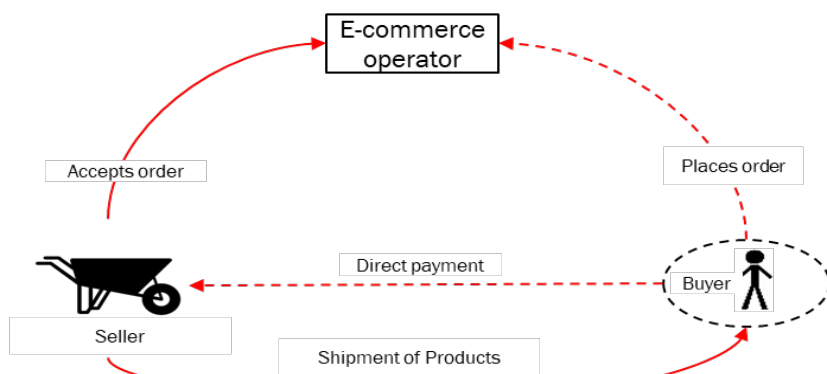 E-commerce
operator
Accepts order
Places order
Direct payment
Buyer
Seller
Shipment of Products